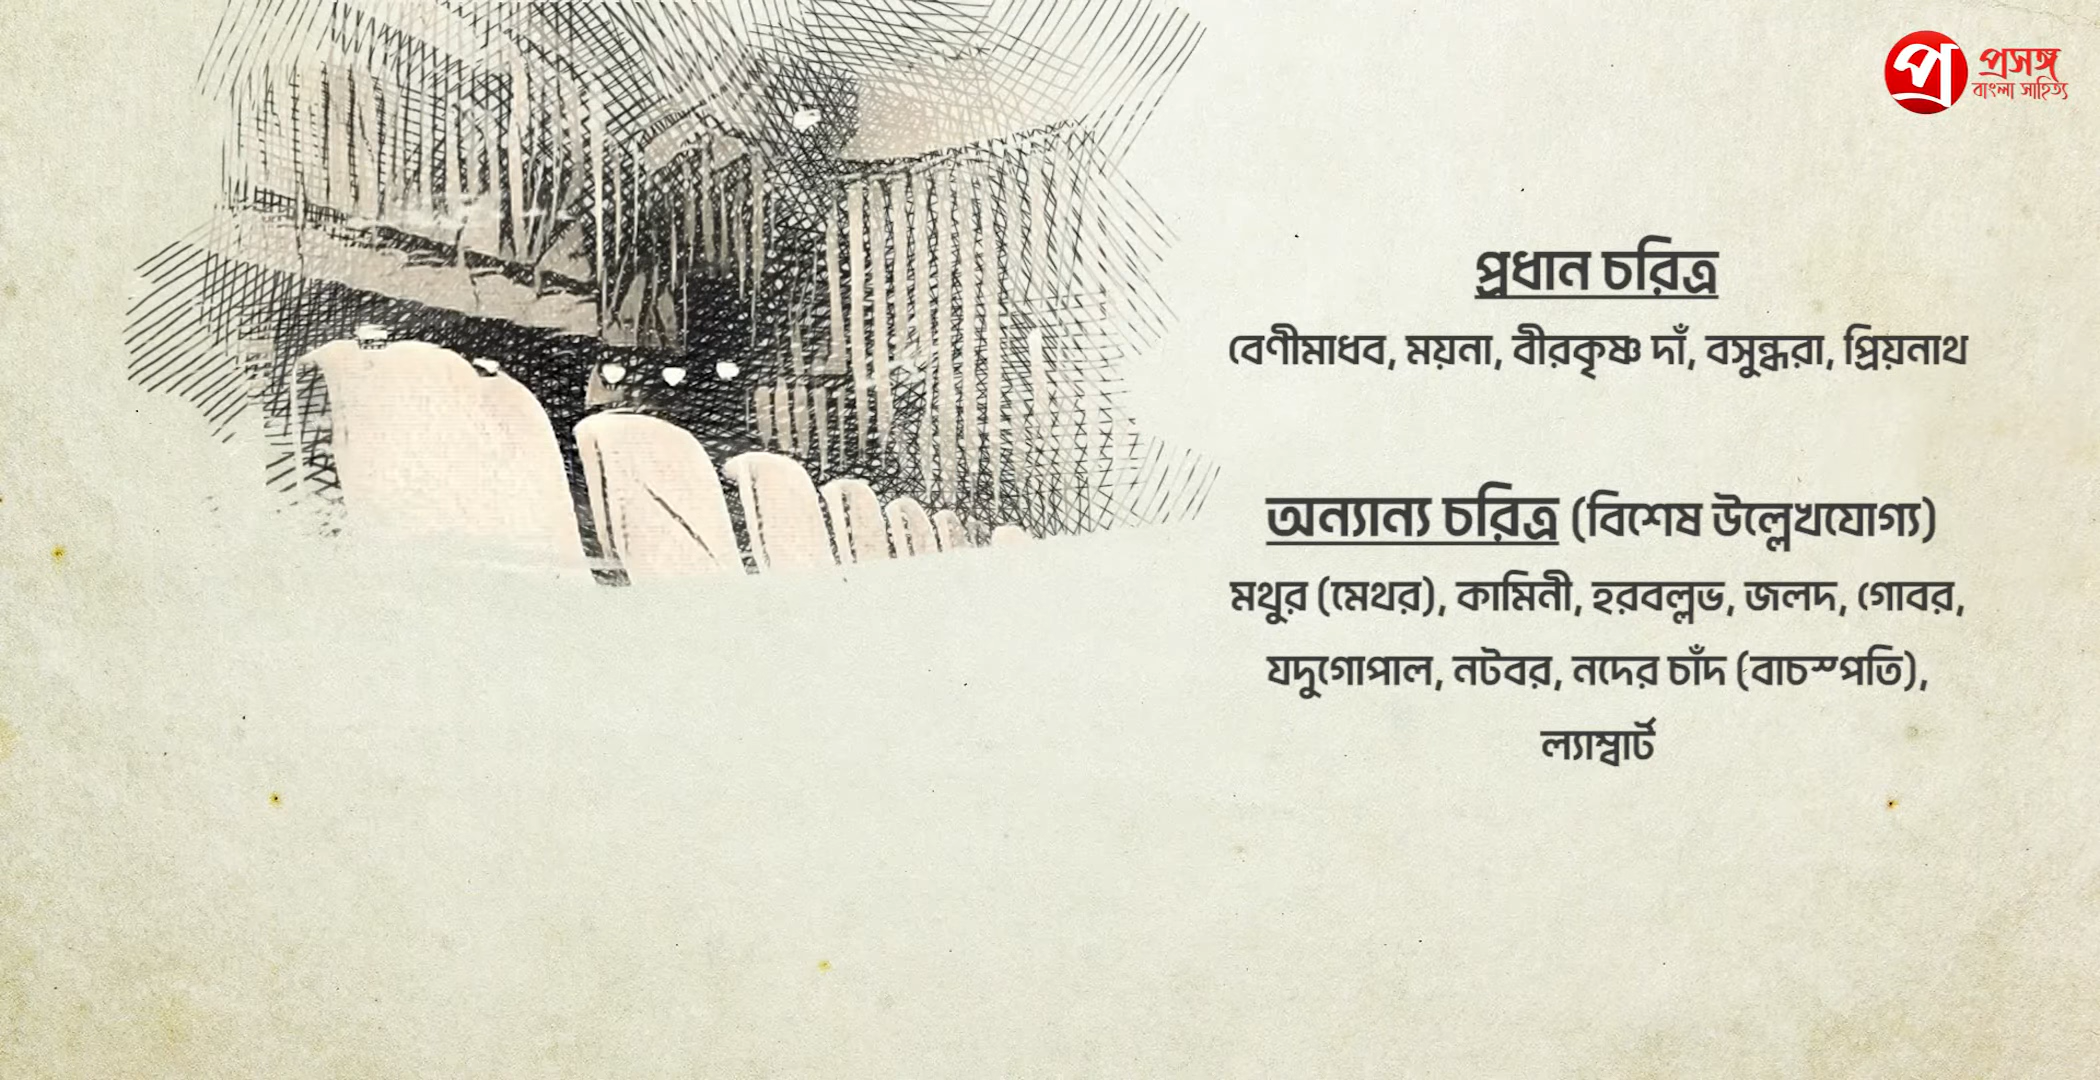 প্র
প্রসঙ্গ
বাংলা সাহিত্য
প্রধান চরিত্র
বেণীমাধব, ময়না, বীরকৃষ্ণ দাঁ, বসুন্ধরা, প্রিয়নাথ
অন্যান্য চরিত্র (বিশেষ উল্লেখযোগ্য)
মথুর (মেথর), কামিনী, হরবল্লভ, জলদ, গোবর,
যদুগোপাল, নটবর, নদের চাঁদ (বাচস্পতি),
ল্যাম্বার্ট